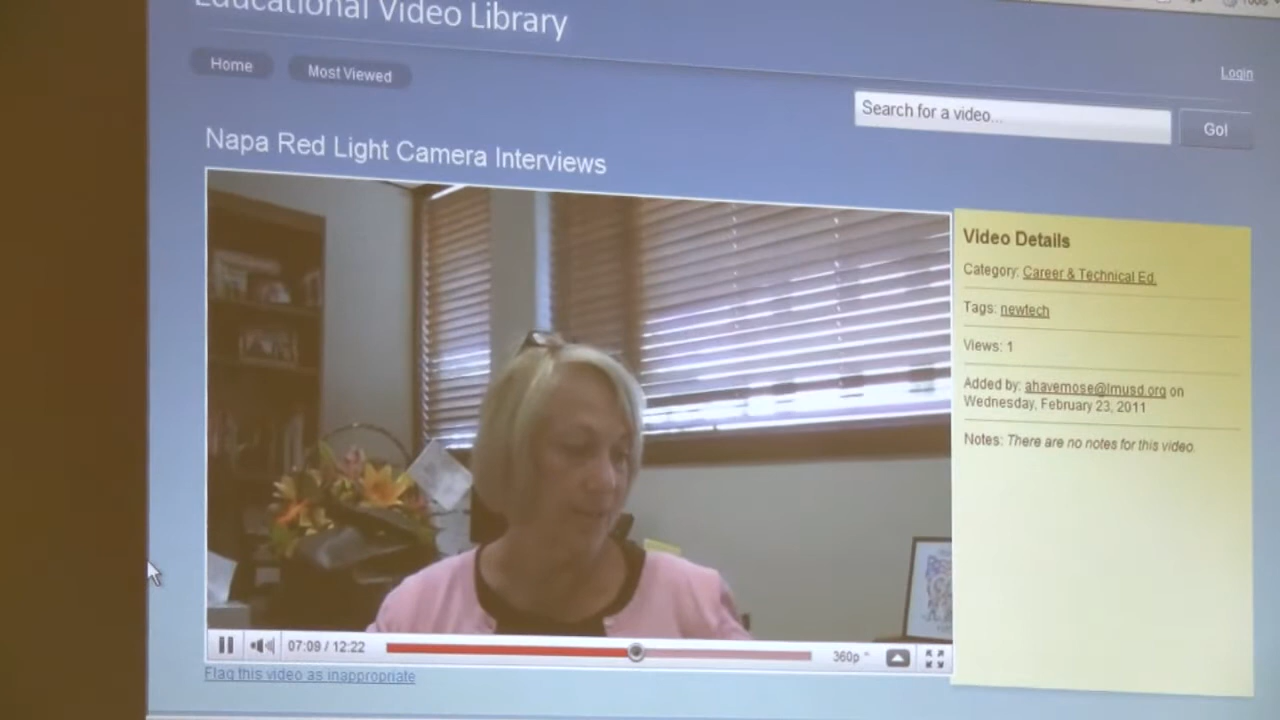 Educational Video Library
Home
Most Viewed
Login
Search for a video...
Go!
Napa Red Light Camera Interviews
Video Details
Category: Career & Technical Ed.
Tags: newtech
Views: 1
Added by: ahavemose@lmusd.org on
Wednesday, February 23, 2011
Notes: There are no notes for this video.
07:09 / 12:22
360p
Flag this video as inappropriate